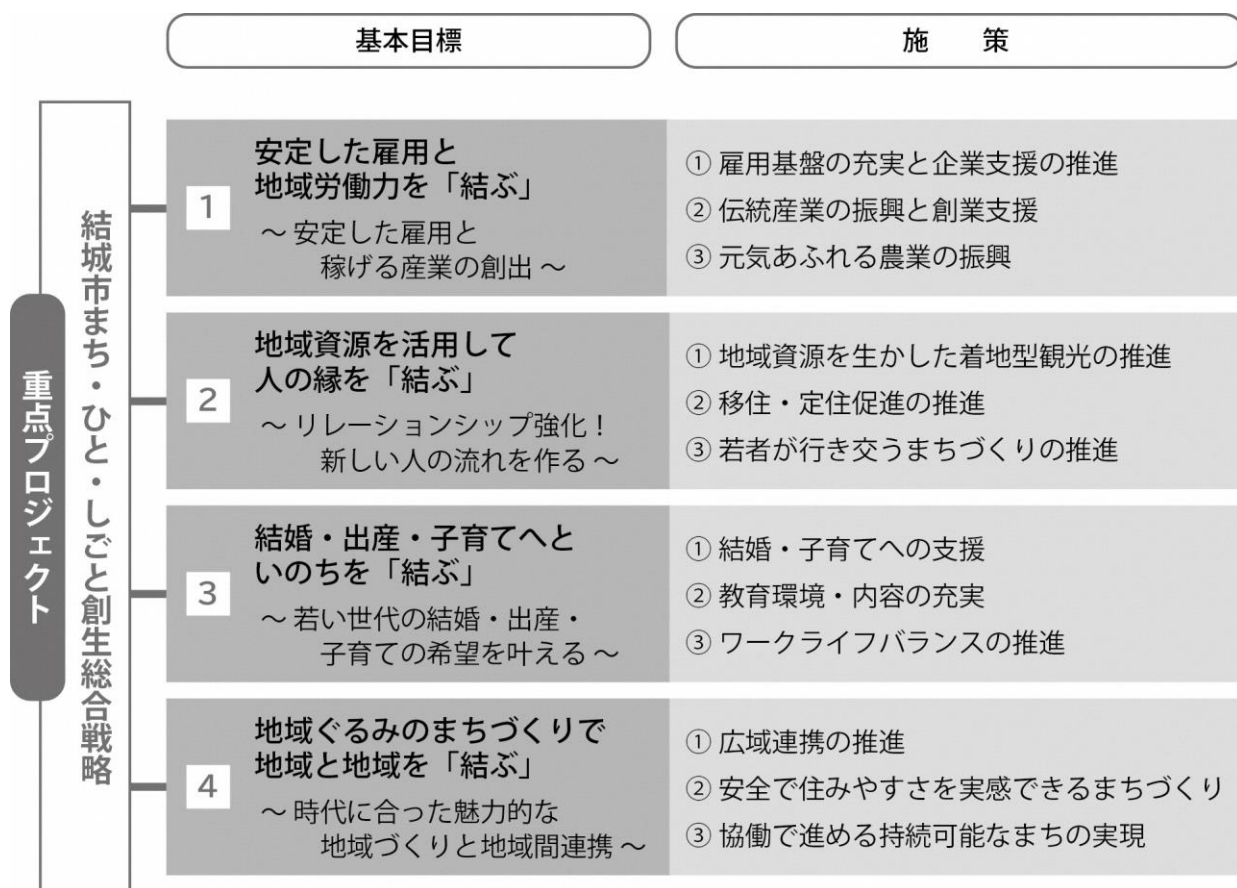 基本目標
施　　策
重点プロジェクト
結城市まち・ひと・しごと創生総合戦略
1
安定した雇用と
地域労働力を「結ぶ」
～ 安定した雇用と
稼げる産業の創出 ～
① 雇用基盤の充実と企業支援の推進
② 伝統産業の振興と創業支援
③ 元気あふれる農業の振興
2
地域資源を活用して
人の縁を「結ぶ」
～ リレーションシップ強化！
新しい人の流れを作る ～
① 地域資源を生かした着地型観光の推進
② 移住・定住促進の推進
③ 若者が行き交うまちづくりの推進
3
結婚・出産・子育てへと
いのちを「結ぶ」
～ 若い世代の結婚・出産・
子育ての希望を叶える ～
① 結婚・子育てへの支援
② 教育環境・内容の充実
③ ワークライフバランスの推進
4
地域ぐるみのまちづくりで
地域と地域を「結ぶ」
～ 時代に合った魅力的な
地域づくりと地域間連携 ～
① 広域連携の推進
② 安全で住みやすさを実感できるまちづくり
③ 協働で進める持続可能なまちの実現